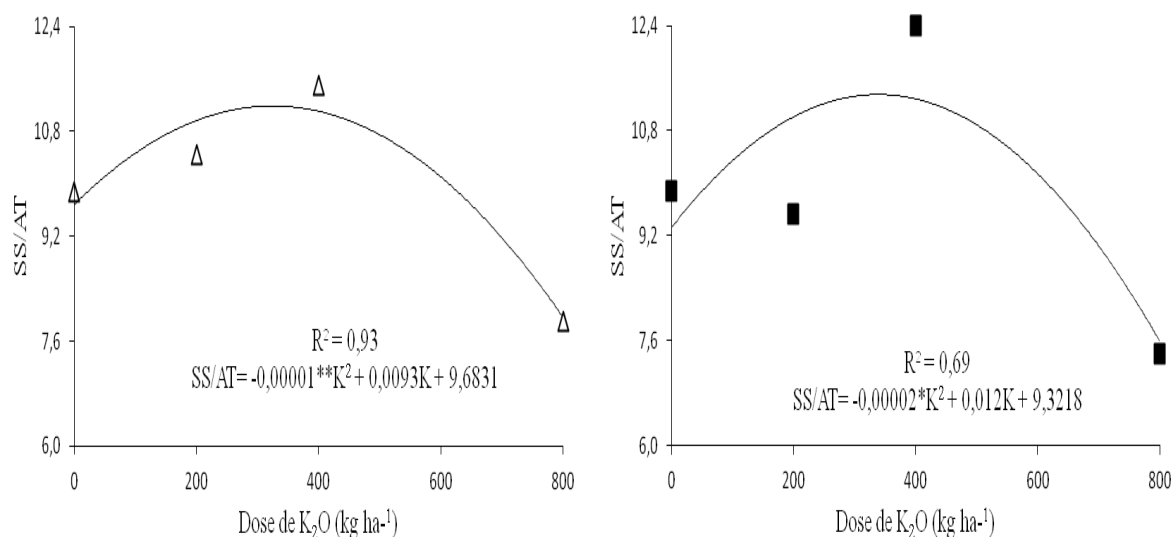 12,4
10,8
9,2
7,6
6,0
SS/AT
R² = 0,93
SS/AT= -0,00001**K² + 0,0093K + 9,6831
0 200 400 600 800
Dose de K₂O (kg ha-¹)
12,4
10,8
9,2
7,6
6,0
SS/AT
R² = 0,69
SS/AT= -0,00002*K² + 0,012K + 9,3218
0 200 400 600 800
Dose de K₂O (kg ha-¹)